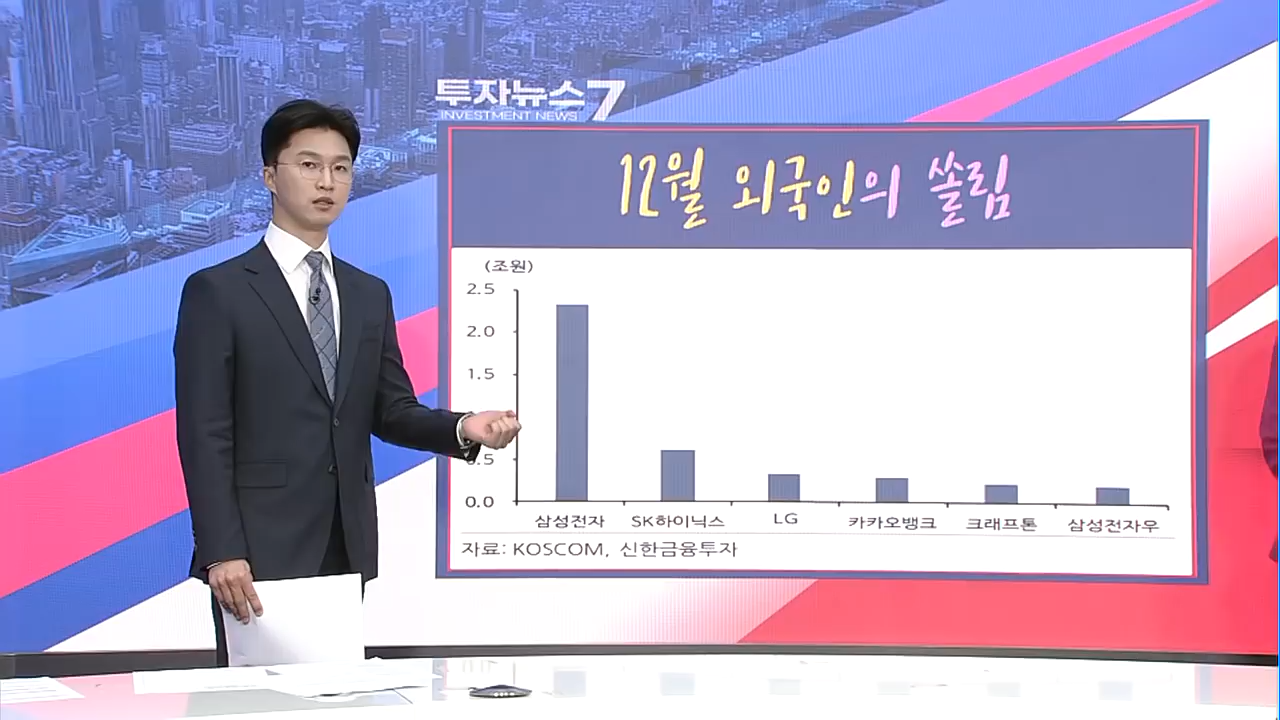 투자뉴스7
INVESTMENT NEWS
12월 외국인의 쏠림
(조원)
2.5
2.0
1.5
0.5
0.0
삼성전자 SK하이닉스 LG 카카오뱅크 크래프톤 삼성전자우
자료: KOSCOM, 신한금융투자